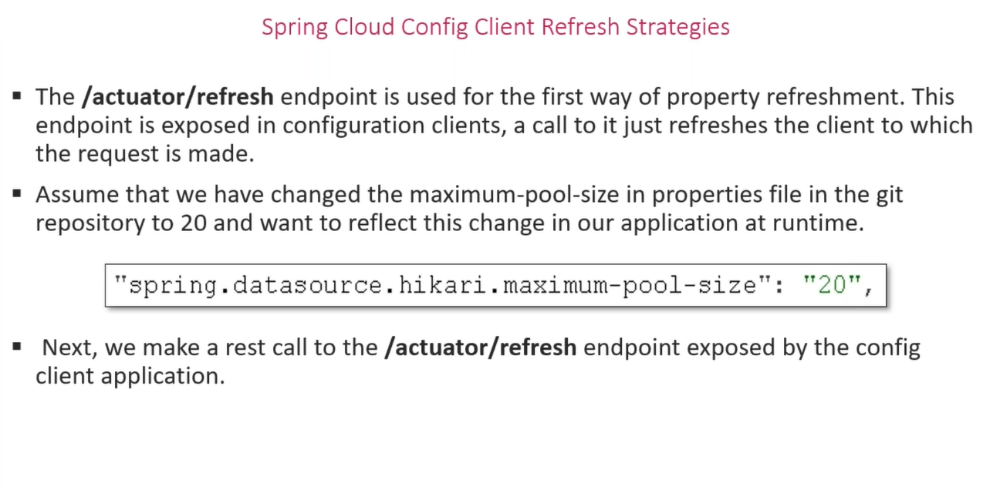 Spring Cloud Config Client Refresh Strategies
▪ The /actuator/refresh endpoint is used for the first way of property refreshment. This
endpoint is exposed in configuration clients, a call to it just refreshes the client to which
the request is made.
▪ Assume that we have changed the maximum-pool-size in properties file in the git
repository to 20 and want to reflect this change in our application at runtime.
"spring.datasource.hikari.maximum-pool-size": "20",
▪ Next, we make a rest call to the /actuator/refresh endpoint exposed by the config
client application.